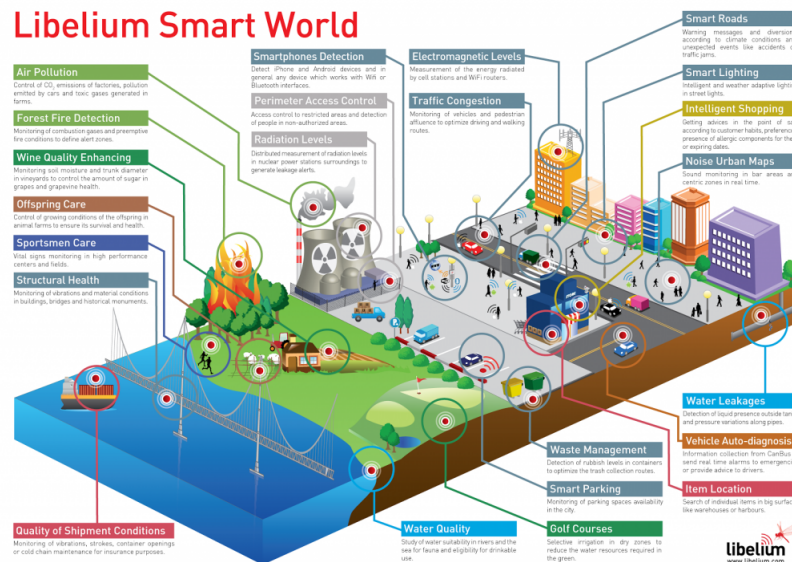 Libelium Smart World
Air Pollution
Control of CO₂ emissions of factories, pollution
emitted by cars and toxic gases generated in
farms.
Forest Fire Detection
Monitoring of combustion gases and preemptive
fire conditions to define alert zones.
Wine Quality Enhancing
Monitoring soil moisture and trunk diameter
in vineyards to control the amount of sugar in
grapes and grapevine health.
Offspring Care
Control of growing conditions of the offspring in
animal farms to ensure its survival and health.
Sportsmen Care
Vital signs monitoring in high performance
centers and fields.
Structural Health
Monitoring of vibrations and material conditions
in buildings, bridges and historical monuments.
Quality of Shipment Conditions
Monitoring of vibrations, strokes, container openings
or cold chain maintenance for insurance purposes.
Smartphones Detection
Detect iPhone and Android devices and in
general any device which works with Wifi or
Bluetooth interfaces.
Perimeter Access Control
Access control to restricted areas and detection
of people in non-authorized areas.
Radiation Levels
Distributed measurement of radiation levels
in nuclear power stations surroundings to
generate leakage alerts.
Electromagnetic Levels
Measurement of the energy radiated
by cell stations and WiFi routers.
Traffic Congestion
Monitoring of vehicles and pedestrian
affluence to optimize driving and walking
routes.
Smart Roads
Warning messages and diversion
according to climate conditions an
unexpected events like accidents o
traffic jams.
Smart Lighting
Intelligent and weather adaptive lighti
in street lights.
Intelligent Shopping
Getting advices in the point of sa
according to customer habits, preference
presence of allergic components for the
or expiring dates.
Noise Urban Maps
Sound monitoring in bar areas an
centric zones in real time.
Water Leakages
Detection of liquid presence outside tan
and pressure variations along pipes.
Vehicle Auto-diagnosis
Information collection from CanBus
send real time alarms to emergencie
or provide advice to drivers.
Item Location
Search of individual items in big surfac
like warehouses or harbours.
Waste Management
Detection of rubbish levels in containers
to optimize the trash collection routes.
Smart Parking
Monitoring of parking spaces availability
in the city.
Golf Courses
Selective irrigation in dry zones to
reduce the water resources required in
the green.
Water Quality
Study of water suitability in rivers and the
sea for fauna and eligibility for drinkable
use.
libelium
www.libelium.com